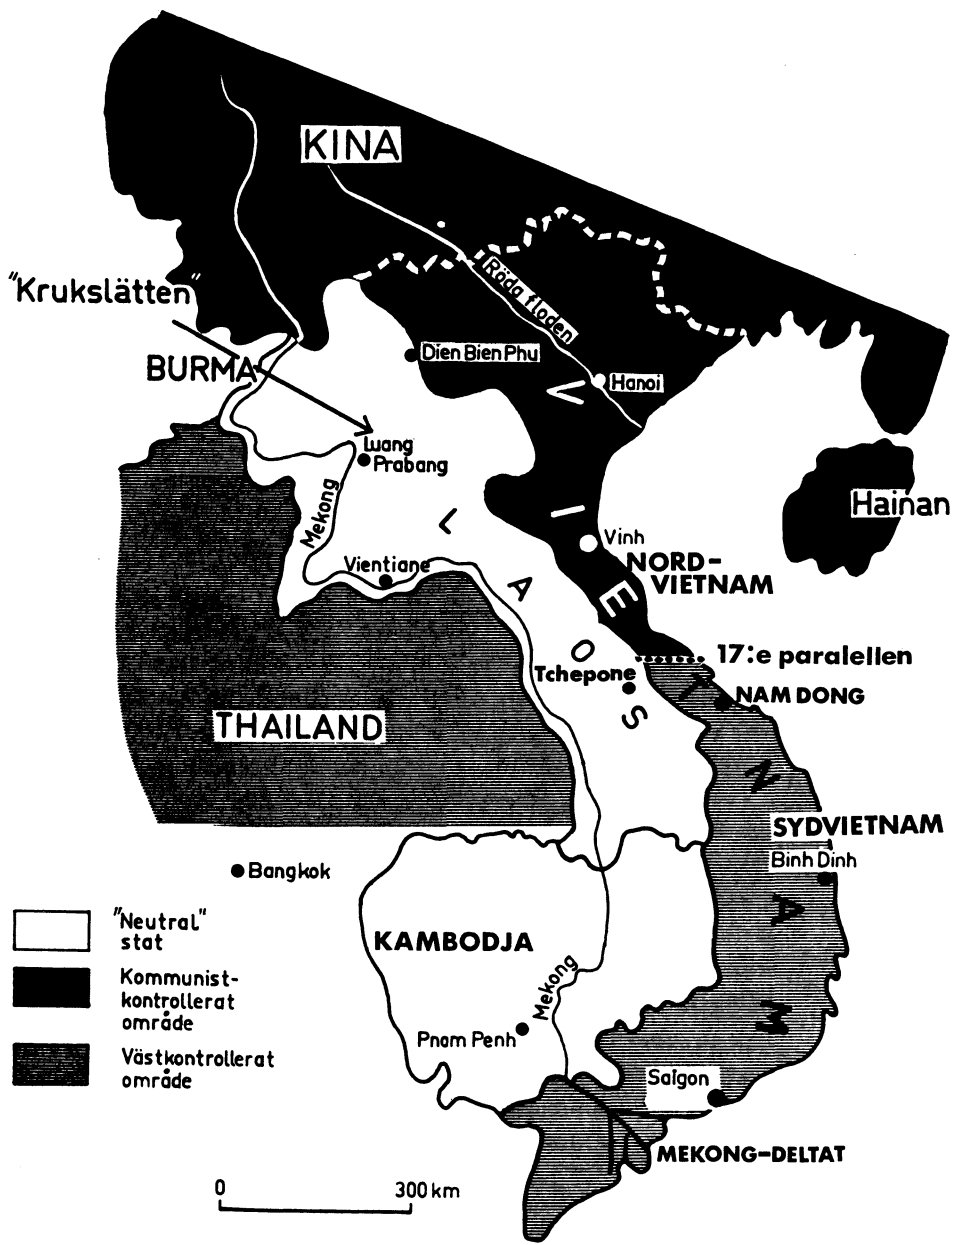 KINA
"Krukslätten"
Röda floden
BURMA
Dien Bien Phu
Hanoi
Luang
Prabang
Hainan
Mekong
Vinh
Vientiane
NORD-
VIETNAM
LAOS
VIETNAM
17:e paralellen
Tchepone
NAM DONG
THAILAND
SYDVIETNAM
Binh Dinh
Bangkok
"Neutral"
stat
KAMBODJA
Kommunist-
kontrollerat
område
Mekong
Pnom Penh
Västkontrollerat
område
Saigon
MEKONG-DELTAT
0 300 km